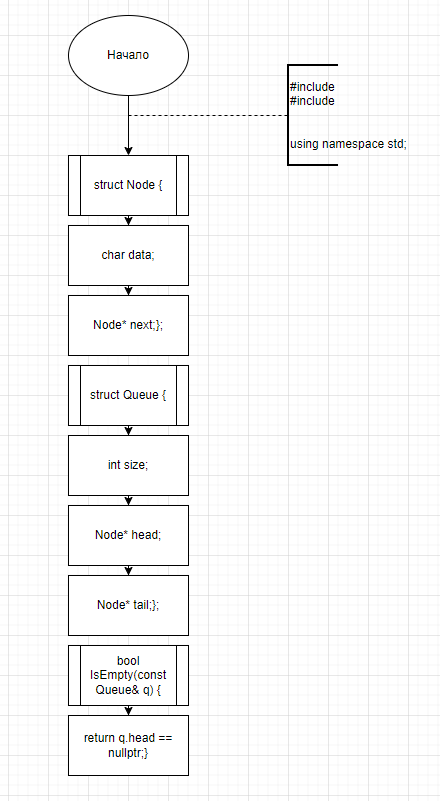 Начало
#include
#include
using namespace std;
struct Node {
char data;
Node* next;};
struct Queue {
int size;
Node* head;
Node* tail;};
bool
IsEmpty(const
Queue& q) {
return q.head ==
nullptr;}